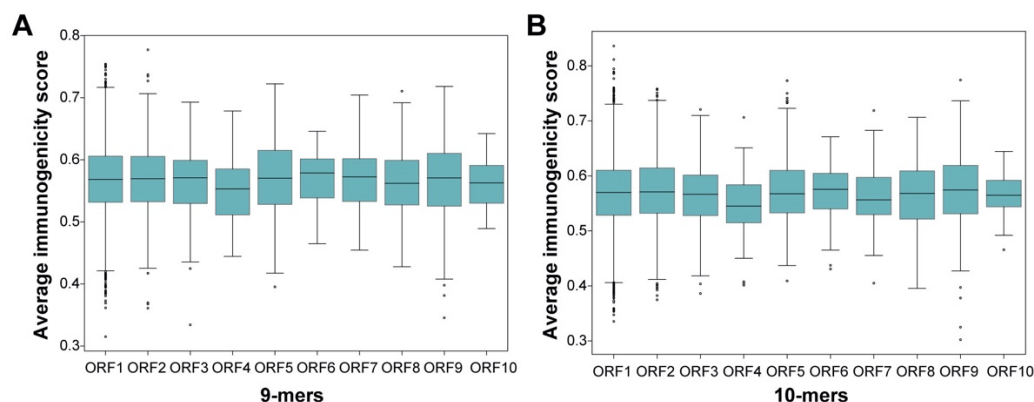 A
Average immunogenicity score
0.8
0.7
0.6
0.5
0.4
0.3
ORF1 ORF2 ORF3 ORF4 ORF5 ORF6 ORF7 ORF8 ORF9 ORF10
9-mers
B
Average immunogenicity score
0.8
0.7
0.6
0.5
0.4
0.3
ORF1 ORF2 ORF3 ORF4 ORF5 ORF6 ORF7 ORF8 ORF9 ORF10
10-mers